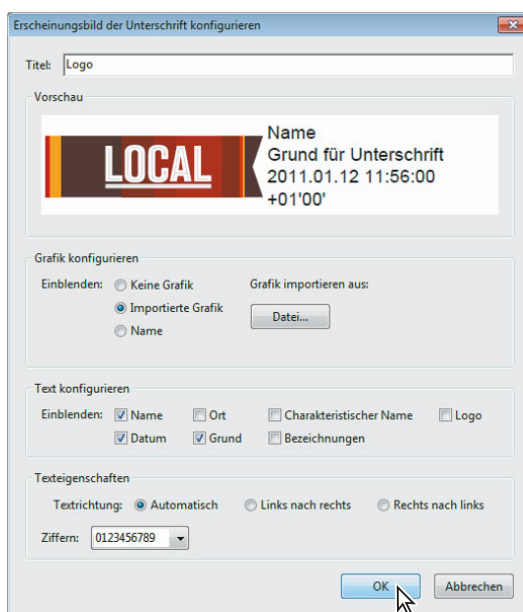 Erscheinungsbild der Unterschrift konfigurieren
Titel: Logo
Vorschau
LOCAL
Name
Grund für Unterschrift
2011.01.12 11:56:00
+01'00'
Grafik konfigurieren
Einblenden: Keine Grafik Grafik importieren aus:
Importierte Grafik Datei...
Name
Text konfigurieren
Einblenden: Name Ort Charakteristischer Name Logo
Datum Grund Bezeichnungen
Texteigenschaften
Textrichtung: Automatisch Links nach rechts Rechts nach links
Ziffern: 0123456789
OK Abbrechen